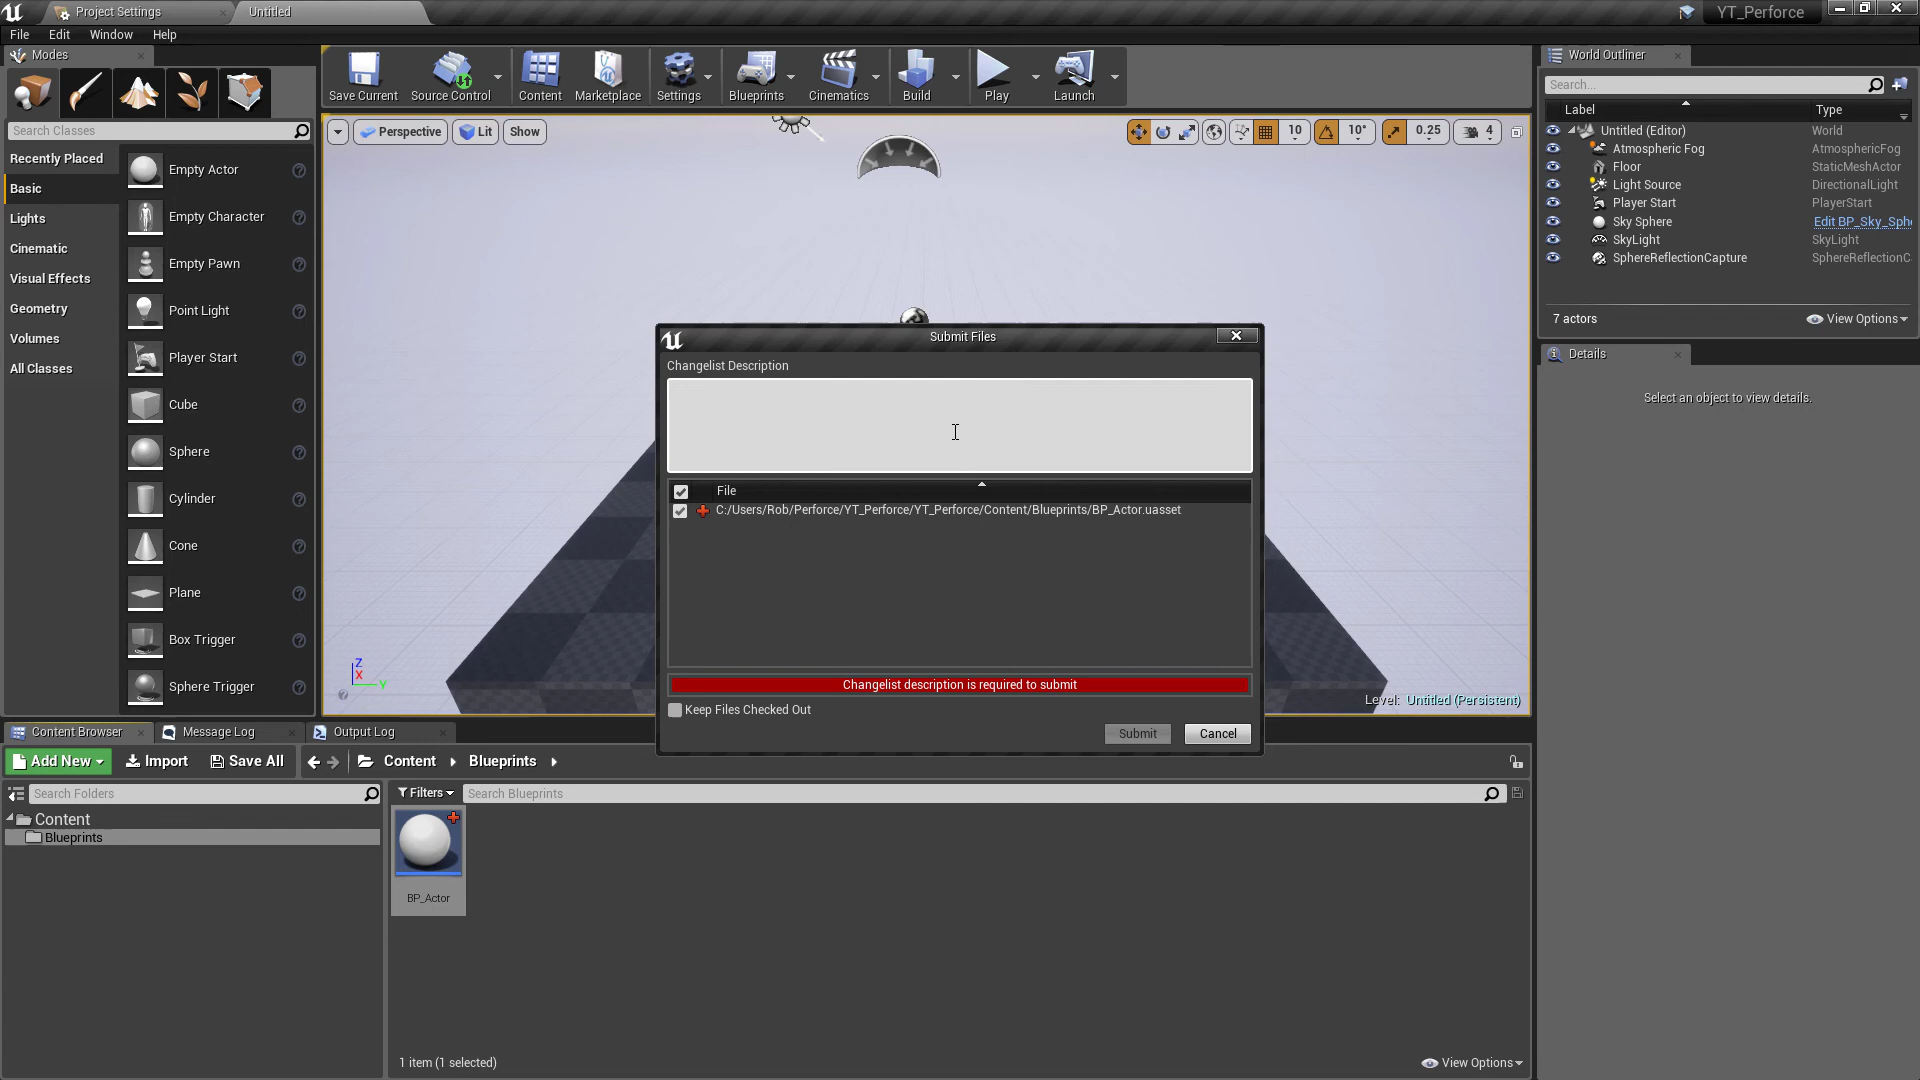 Project Settings
Untitled
YT_Perforce
File Edit Window Help
Modes
Save Current
Source Control
Content
Marketplace
Settings
Blueprints
Cinematics
Build
Play
Launch
World Outliner
Search...
Label Type
Untitled (Editor) World
Atmospheric Fog AtmosphericFog
Floor StaticMeshActor
Light Source DirectionalLight
Player Start PlayerStart
Sky Sphere Edit BP_Sky_Sph
SkyLight SkyLight
SphereReflectionCapture SphereReflectionC
7 actors View Options
Details
Select an object to view details.
Search Classes
Recently Placed
Basic
Lights
Cinematic
Visual Effects
Geometry
Volumes
All Classes
Empty Actor
Empty Character
Empty Pawn
Point Light
Player Start
Cube
Sphere
Cylinder
Cone
Plane
Box Trigger
Sphere Trigger
Perspective Lit Show
10 10° 0.25 4
Z
X
Y
Level: Untitled (Persistent)
Submit Files
Changelist Description
File
C:/Users/Rob/Perforce/YT_Perforce/YT_Perforce/Content/Blueprints/BP_Actor.uasset
Changelist description is required to submit
Keep Files Checked Out
Submit Cancel
Content Browser
Message Log
Output Log
Add New Import Save All Content Blueprints
Search Folders
Content
Blueprints
Filters Search Blueprints
BP_Actor
1 item (1 selected) View Options